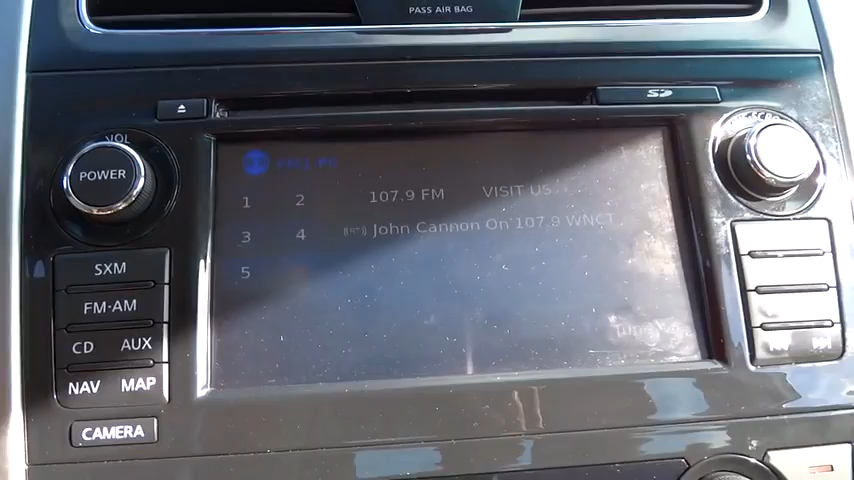 PASS AIR BAG
SD
VOL
POWER
1 2 107.9 FM VISIT US
3 4 John Cannon On 107.9 WNCT
5
SXM
FM-AM
CD AUX
NAV MAP
CAMERA